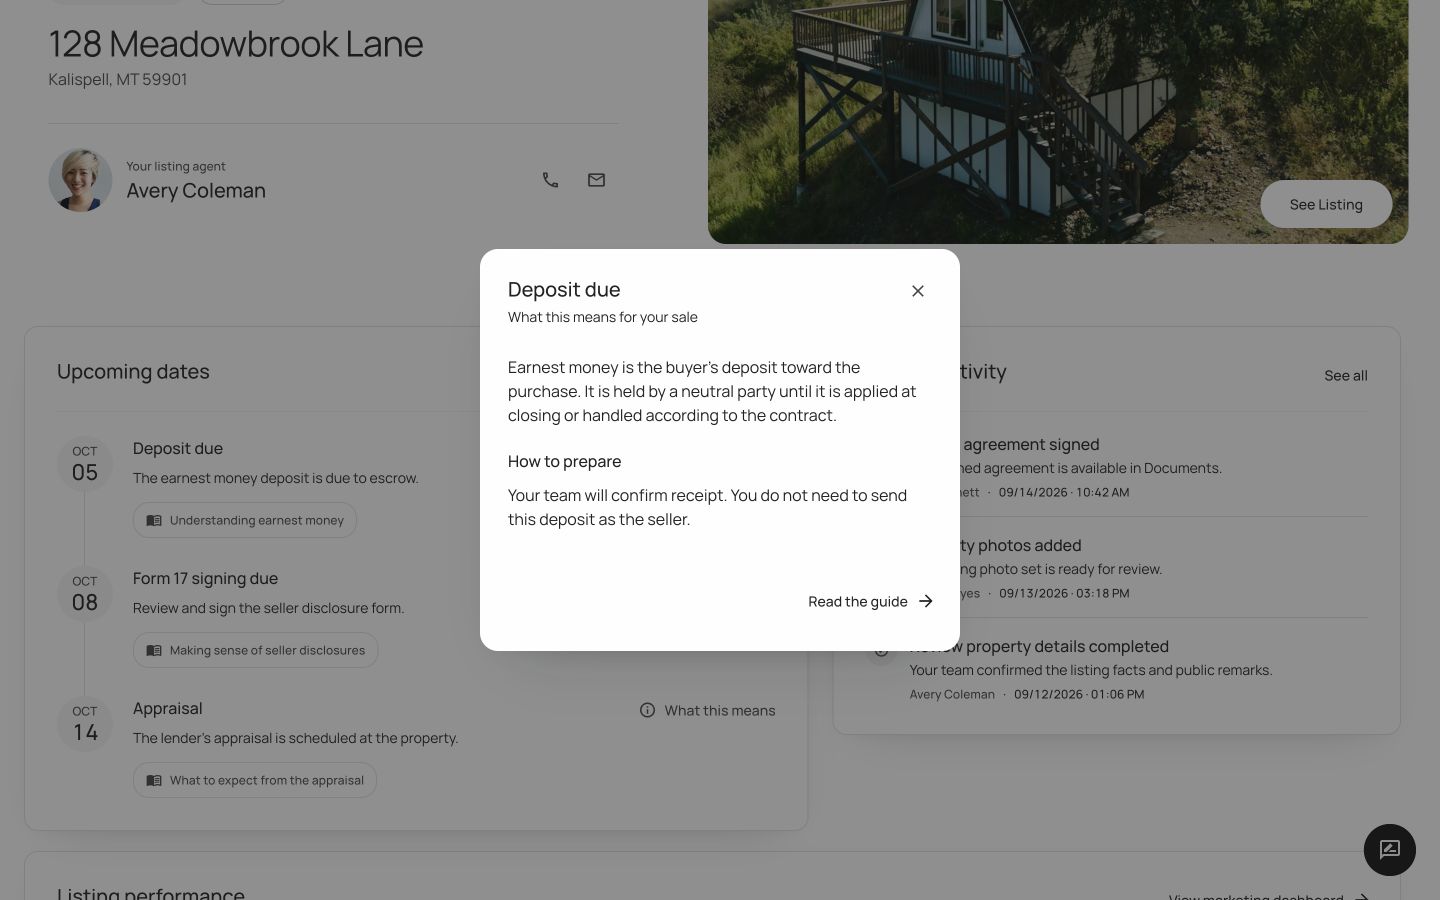 128 Meadowbrook Lane
Kalispell, MT 59901
Your listing agent
Avery Coleman
See Listing
Deposit due
What this means for your sale
Earnest money is the buyer's deposit toward the
purchase. It is held by a neutral party until it is applied at
closing or handled according to the contract.
How to prepare
Your team will confirm receipt. You do not need to send
this deposit as the seller.
Read the guide
Upcoming dates
OCT
05
Deposit due
The earnest money deposit is due to escrow.
Understanding earnest money
OCT
08
Form 17 signing due
Review and sign the seller disclosure form.
Making sense of seller disclosures
OCT
14
Appraisal
What this means
The lender's appraisal is scheduled at the property.
What to expect from the appraisal
See all
agreement signed
agreement is available in Documents.
· 09/14/2026 · 10:42 AM
photos added
photo set is ready for review.
· 09/13/2026 · 03:18 PM
Review property details completed
Your team confirmed the listing facts and public remarks.
Avery Coleman · 09/12/2026 · 01:06 PM
Listing performance
View marketing dashboard